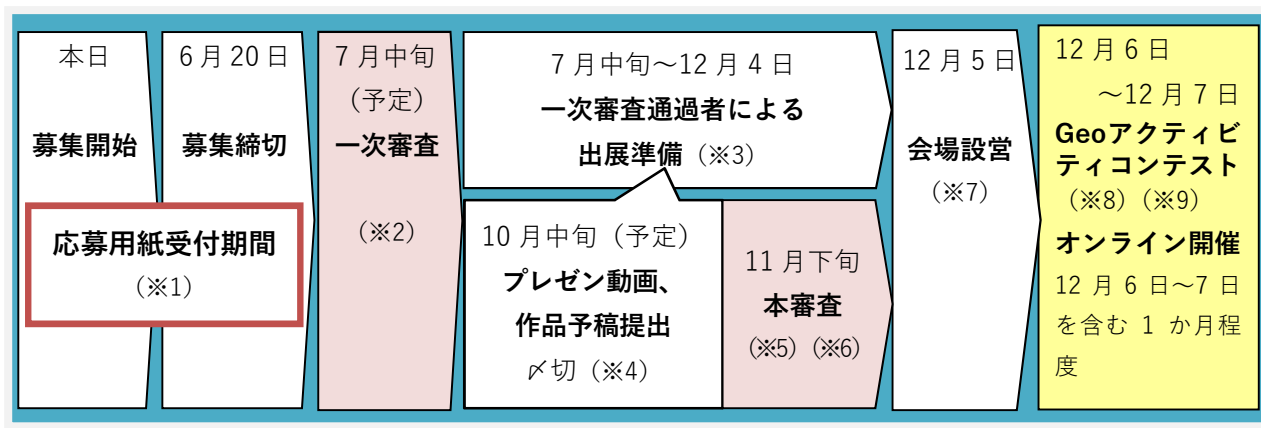 本日
募集開始
6月20日
募集締切
応募用紙受付期間
（※1）
7月中旬
（予定）
一次審査
（※2）
7月中旬～12月4日
一次審査通過者による
出展準備（※3）
10月中旬（予定）
プレゼン動画、
作品予稿提出
〆切（※4）
11月下旬
本審査
（※5）（※6）
12月5日
会場設営
（※7）
12月6日
～12月7日
Geoアクティビ
ティコンテスト
（※8）（※9）
オンライン開催
12月6日～7日
を含む 1 か月程
度